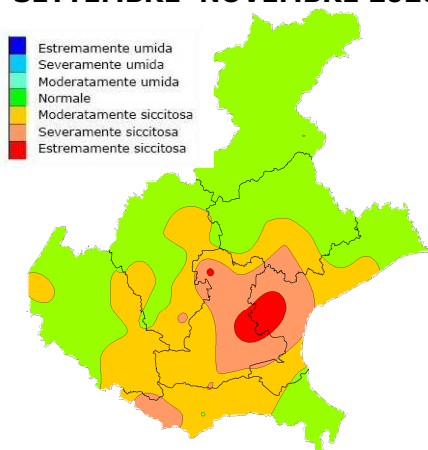 SETTEMBRE NOVEMBRE
Estremamente umida
Severamente umida
Moderatamente umida
Normale
Moderatamente siccitosa
Severamente siccitosa
Estremamente siccitosa